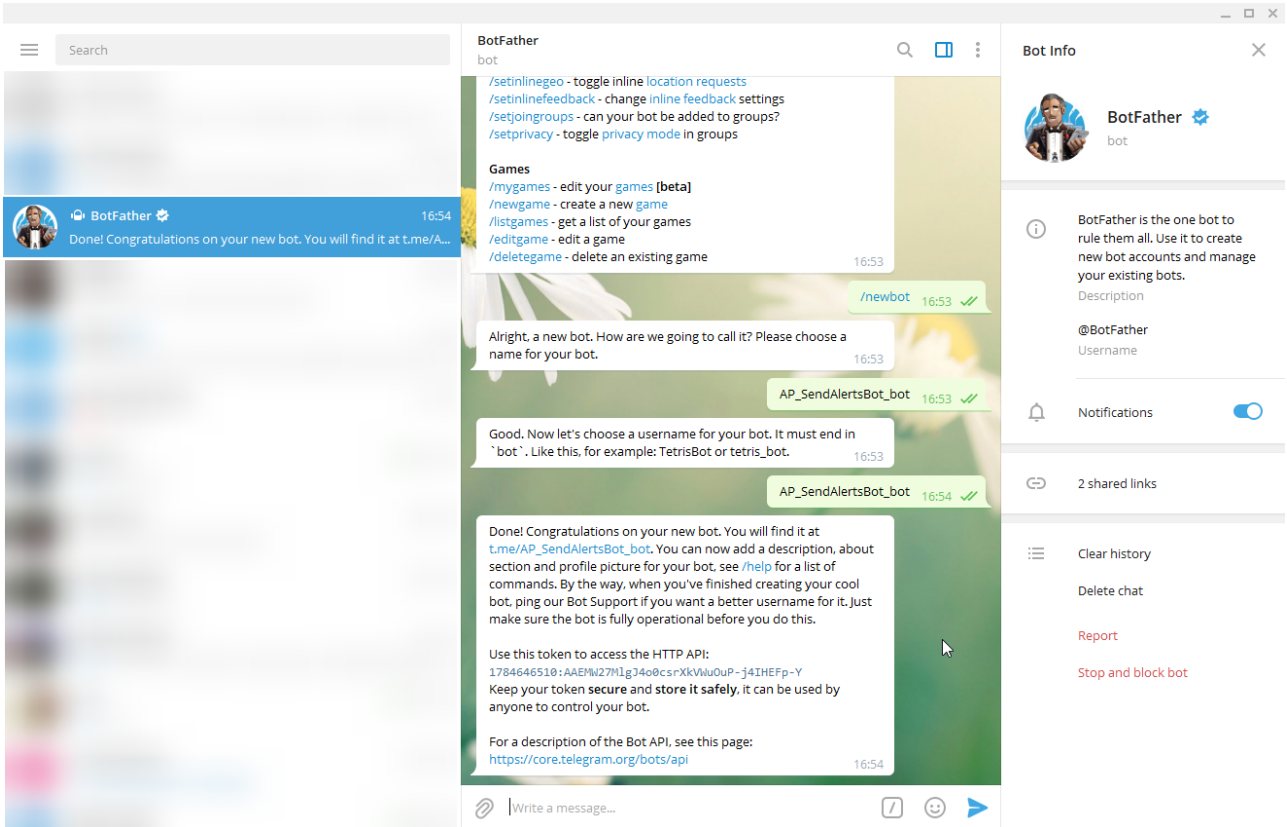 Search
BotFather
Done! Congratulations on your new bot. You will find it at t.me/A...
16:54
BotFather
bot
/setinlinegeo - toggle inline location requests
/setinlinefeedback - change inline feedback settings
/setjoingroups - can your bot be added to groups?
/setprivacy - toggle privacy mode in groups
Games
/mygames - edit your games [beta]
/newgame - create a new game
/listgames - get a list of your games
/editgame - edit a game
/deletegame - delete an existing game
16:53
/newbot 16:53
Alright, a new bot. How are we going to call it? Please choose a
name for your bot.
16:53
AP_SendAlertsBot_bot 16:53
Good. Now let's choose a username for your bot. It must end in
`bot`. Like this, for example: TetrisBot or tetris_bot.
16:53
AP_SendAlertsBot_bot 16:54
Done! Congratulations on your new bot. You will find it at
t.me/AP_SendAlertsBot_bot. You can now add a description, about
section and profile picture for your bot, see /help for a list of
commands. By the way, when you've finished creating your cool
bot, ping our Bot Support if you want a better username for it. Just
make sure the bot is fully operational before you do this.
Use this token to access the HTTP API:
1784646510:AAEMW27MlgJ4o0csrXkVWuOuP-j4IHEFp-Y
Keep your token secure and store it safely, it can be used by
anyone to control your bot.
For a description of the Bot API, see this page:
https://core.telegram.org/bots/api
16:54
Write a message...
Bot Info
BotFather
bot
BotFather is the one bot to
rule them all. Use it to create
new bot accounts and manage
your existing bots.
Description
@BotFather
Username
Notifications
2 shared links
Clear history
Delete chat
Report
Stop and block bot